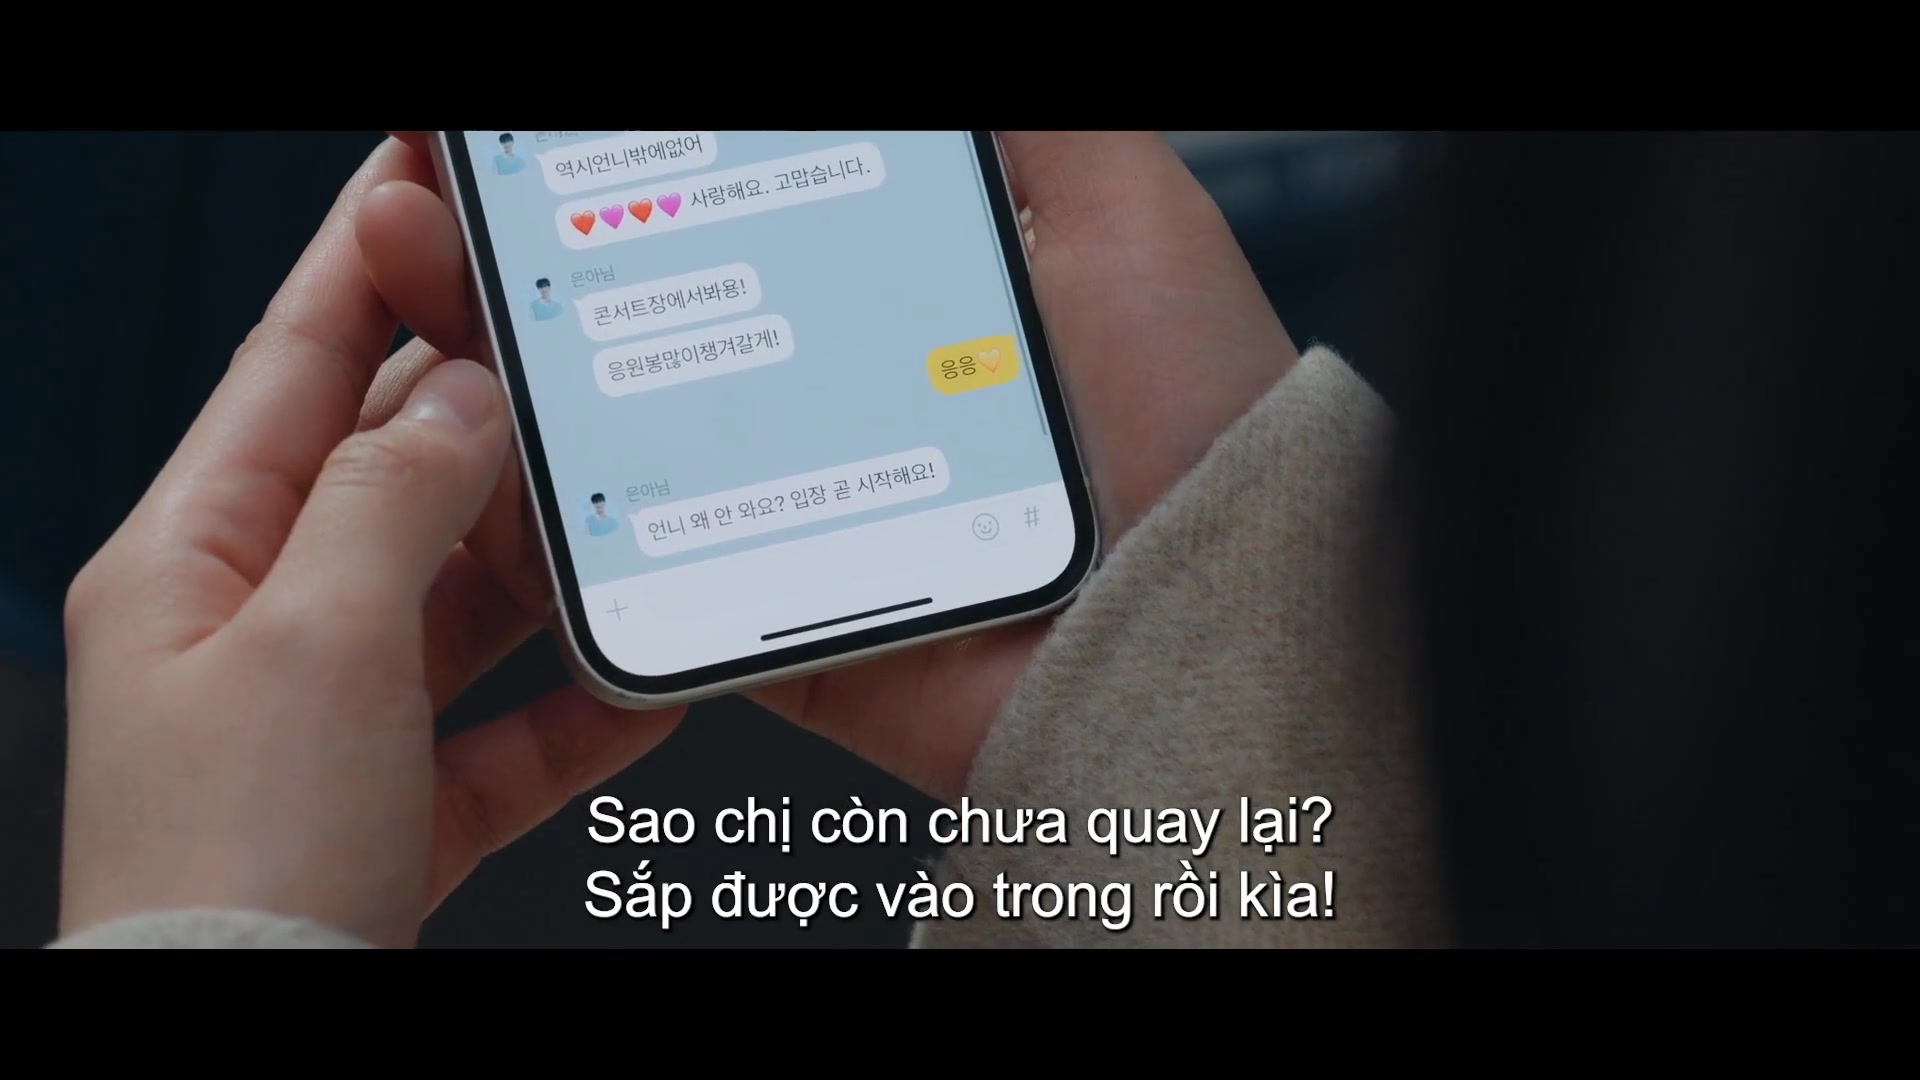 역시언니밖에없어
❤️💜❤️💜 사랑해요. 고맙습니다.
은아님
콘서트장에서봐용!
응원봉많이챙겨갈게!
응응🧡
은아님
언니 왜 안 와요? 입장 곧 시작해요!
#
Sao chị còn chưa quay lại?
Sắp được vào trong rồi kìa!